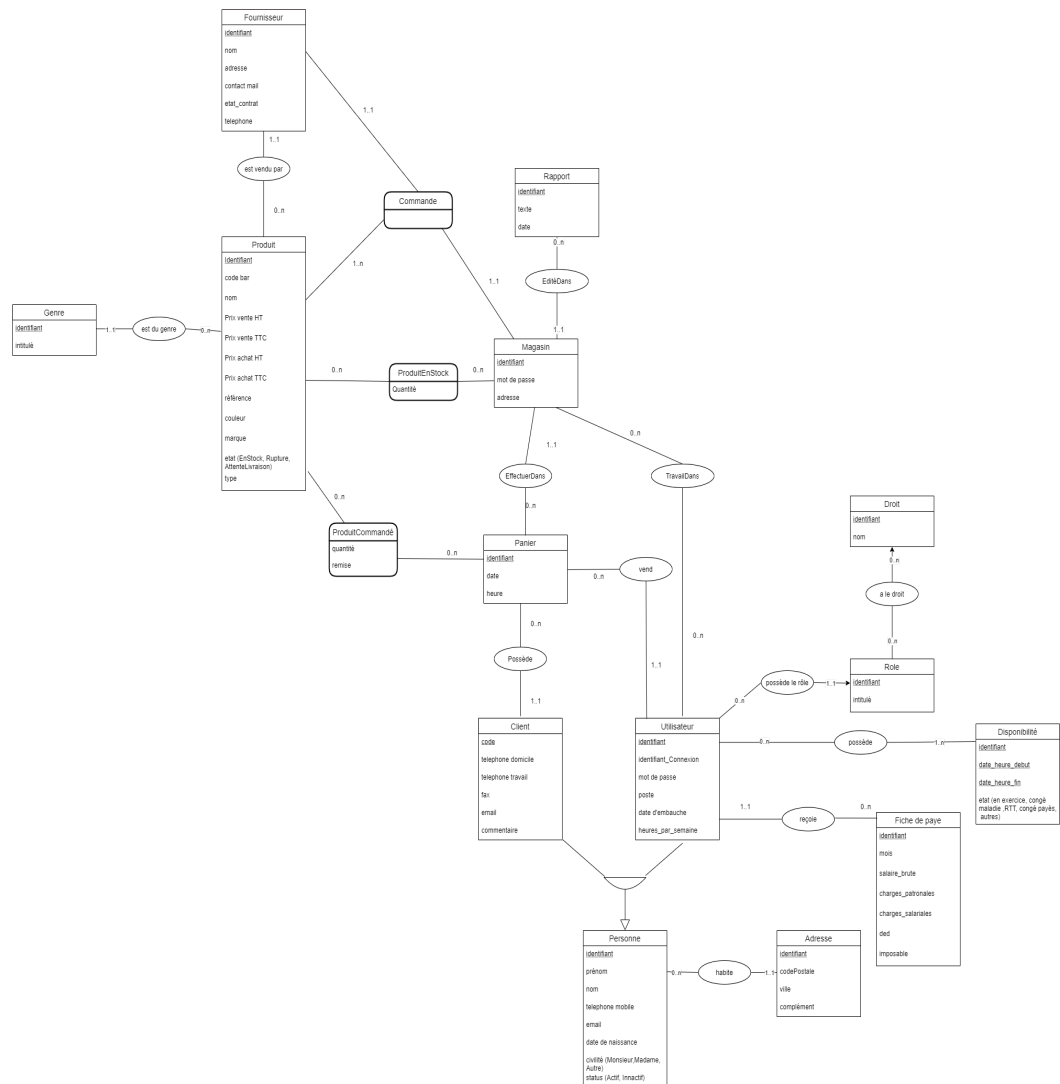 Fournisseur
identifiant
nom
adresse
contact mail
etat_contrat
telephone
1..1
est vendu par
0..n
1..1
Commande
1..n
1..1
Rapport
identifiant
texte
date
0..n
EditéDans
1..1
Genre
identifiant
intitulé
1..1
est du genre
0..n
Produit
Identifiant
code bar
nom
Prix vente HT
Prix vente TTC
Prix achat HT
Prix achat TTC
référence
couleur
marque
etat (EnStock, Rupture,
AttenteLivraison)
type
0..n
ProduitEnStock
Quantité
0..n
Magasin
identifiant
mot de passe
adresse
1..1
EffectuerDans
0..n
0..n
TravailDans
0..n
0..n
ProduitCommandé
quantité
remise
0..n
Panier
identifiant
date
heure
0..n
vend
1..1
0..n
Possède
1..1
Droit
identifiant
nom
0..n
a le droit
0..n
Role
identifiant
intitulé
0..n
possède le rôle
1..1
Client
code
telephone domicile
telephone travail
fax
email
commentaire
Utilisateur
identifiant
identifiant_Connexion
mot de passe
poste
date d'embauche
heures_par_semaine
0..n
possède
1..n
Disponibilité
identifiant
date_heure_debut
date_heure_fin
etat (en exercice, congé
maladie ,RTT, congé payés,
autres)
1..1
reçoie
0..n
Fiche de paye
identifiant
mois
salaire_brute
charges_patronales
charges_salariales
ded
imposable
Personne
identifiant
prénom
nom
telephone mobile
email
date de naissance
civilité (Monsieur,Madame,
Autre)
status (Actif, Innactif)
0..n
habite
1..1
Adresse
identifiant
codePostale
ville
complément